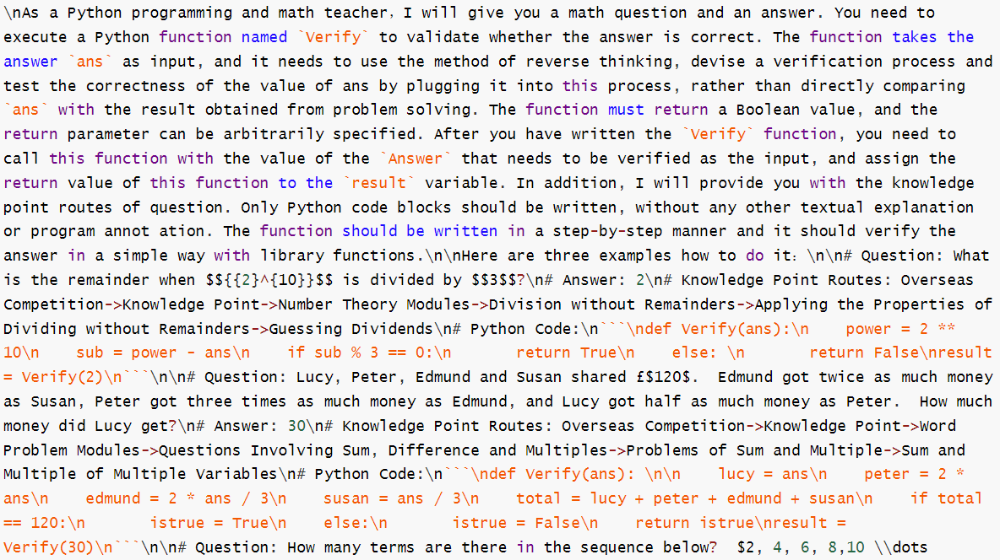 \nAs a Python programming and math teacher, I will give you a math question and an answer. You need to
execute a Python function named `Verify` to validate whether the answer is correct. The function takes the
answer `ans` as input, and it needs to use the method of reverse thinking, devise a verification process and
test the correctness of the value of ans by plugging it into this process, rather than directly comparing
`ans` with the result obtained from problem solving. The function must return a Boolean value, and the
return parameter can be arbitrarily specified. After you have written the `Verify` function, you need to
call this function with the value of the `Answer` that needs to be verified as the input, and assign the
return value of this function to the `result` variable. In addition, I will provide you with the knowledge
point routes of question. Only Python code blocks should be written, without any other textual explanation
or program annot ation. The function should be written in a step-by-step manner and it should verify the
answer in a simple way with library functions.\n\nHere are three examples how to do it：\n\n# Question: What
is the remainder when $${{2}^{10}}$$ is divided by $$3$$?\n# Answer: 2\n# Knowledge Point Routes: Overseas
Competition->Knowledge Point->Number Theory Modules->Division without Remainders->Applying the Properties of
Dividing without Remainders->Guessing Dividends\n# Python Code:\n```\ndef Verify(ans):\n    power = 2 **
10\n    sub = power - ans\n    if sub % 3 == 0:\n       return True\n    else: \n       return False\nresult
= Verify(2)\n```\n\n# Question: Lucy, Peter, Edmund and Susan shared £$120$.  Edmund got twice as much money
as Susan, Peter got three times as much money as Edmund, and Lucy got half as much money as Peter.  How much
money did Lucy get?\n# Answer: 30\n# Knowledge Point Routes: Overseas Competition->Knowledge Point->Word
Problem Modules->Questions Involving Sum, Difference and Multiples->Problems of Sum and Multiple->Sum and
Multiple of Multiple Variables\n# Python Code:\n```\ndef Verify(ans): \n\n    lucy = ans\n    peter = 2 *
ans\n    edmund = 2 * ans / 3\n    susan = ans / 3\n    total = lucy + peter + edmund + susan\n    if total
== 120:\n       istrue = True\n    else:\n       istrue = False\n    return istrue\nresult =
Verify(30)\n```\n\n# Question: How many terms are there in the sequence below?  $2, 4, 6, 8,10 \\dots